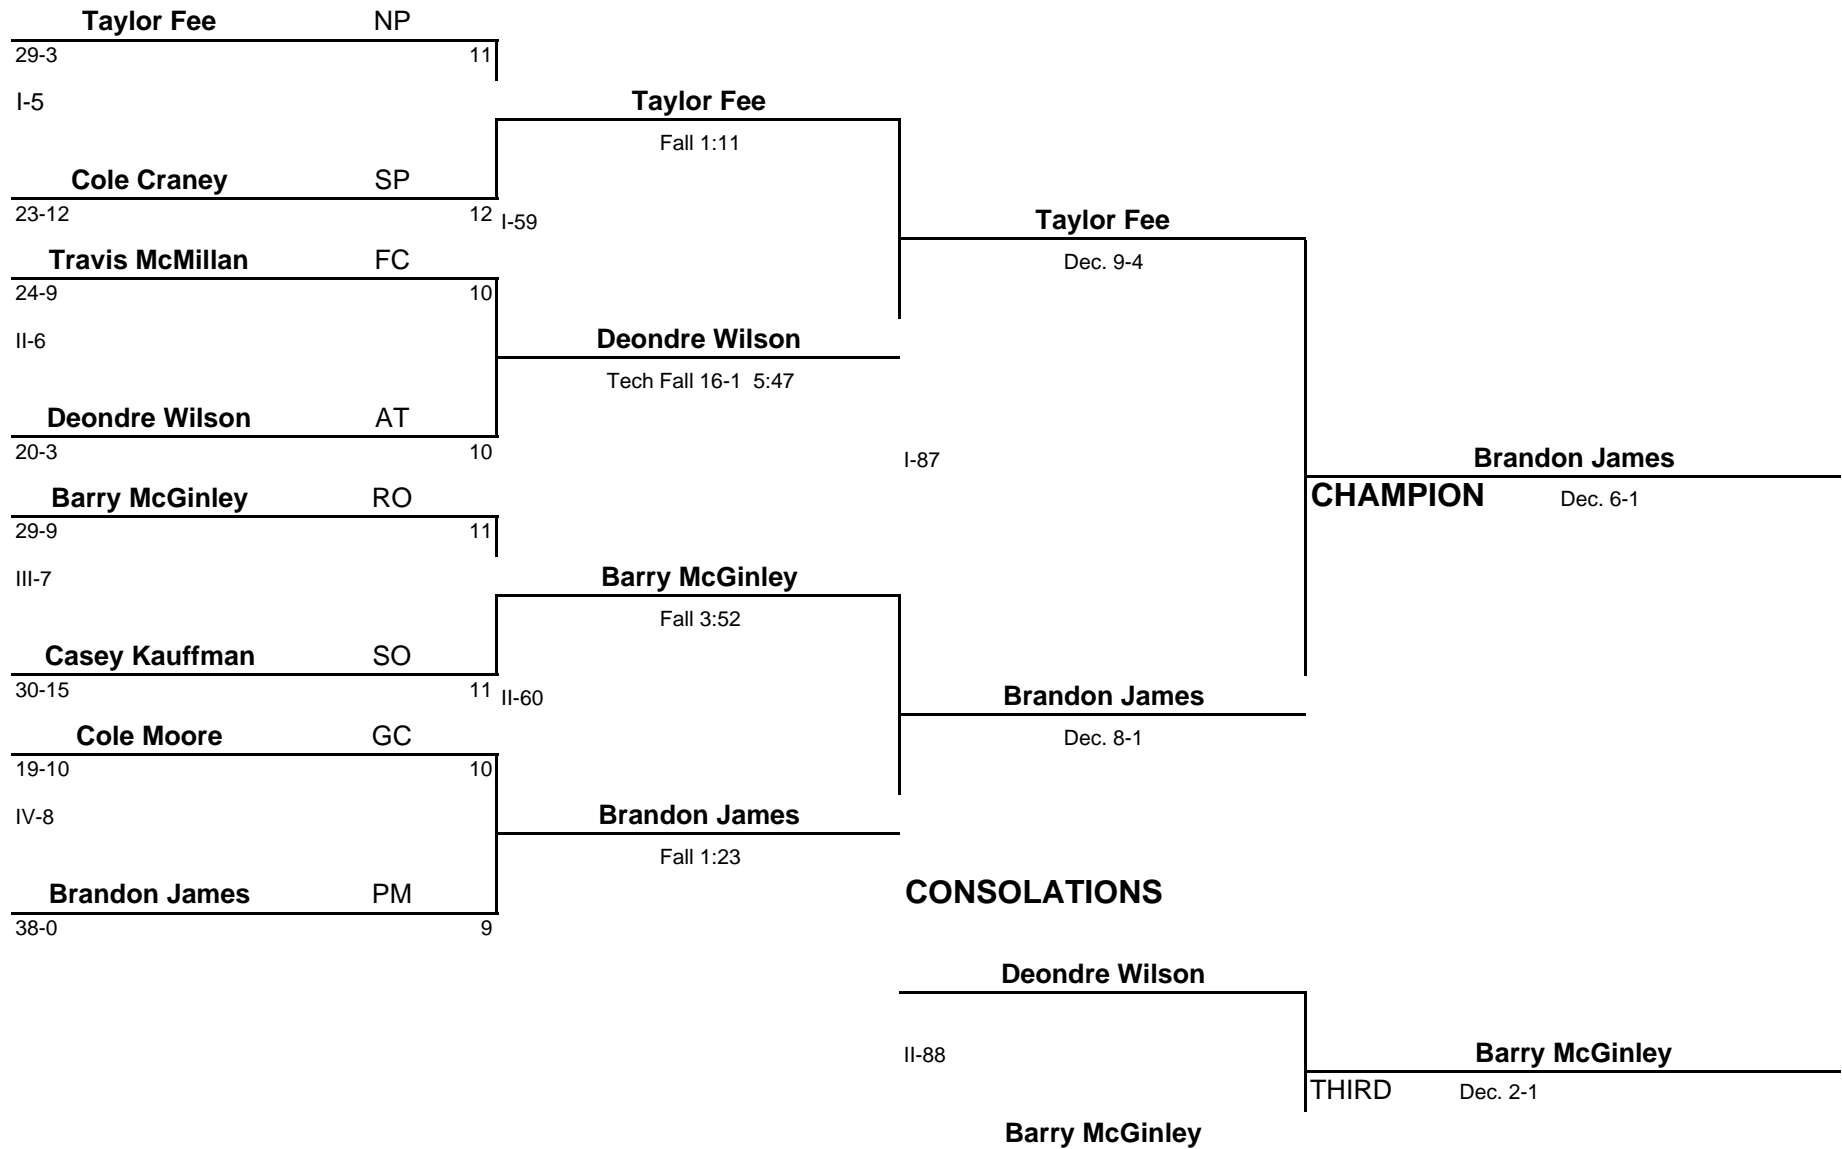 Taylor Fee NP
29-3 11
I-5
Taylor Fee
Fall 1:11
Cole Craney SP
23-12 12
I-59
Taylor Fee
Dec. 9-4
Travis McMillan FC
24-9 10
II-6
Deondre Wilson
Tech Fall 16-1 5:47
Deondre Wilson AT
20-3 10
I-87
Brandon James
CHAMPION Dec. 6-1
Barry McGinley RO
29-9 11
III-7
Barry McGinley
Fall 3:52
Casey Kauffman SO
30-15 11
II-60
Brandon James
Dec. 8-1
Cole Moore GC
19-10 10
IV-8
Brandon James
Fall 1:23
Brandon James PM
38-0 9
CONSOLATIONS
Deondre Wilson
II-88
Barry McGinley
THIRD Dec. 2-1
Barry McGinley